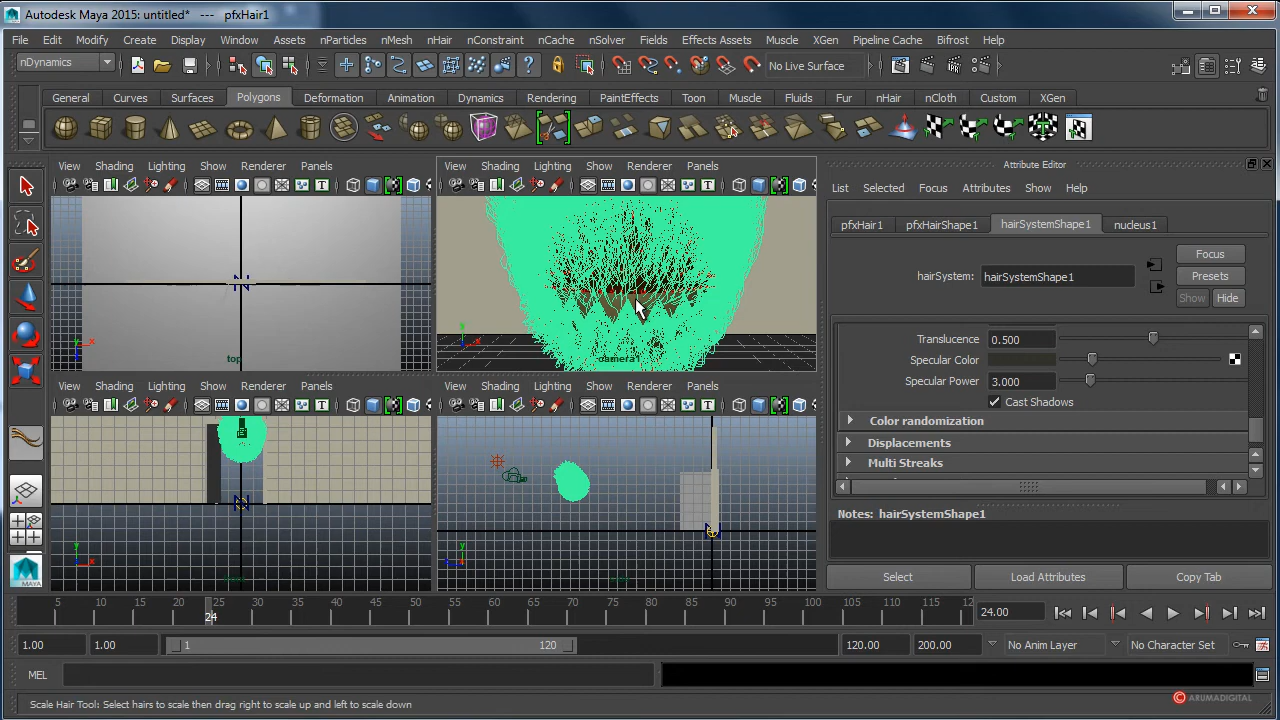 Autodesk Maya 2015: untitled* --- pfxHair1
File Edit Modify Create Display Window Assets nParticles nMesh nHair nConstraint nCache nSolver Fields Effects Assets Muscle XGen Pipeline Cache Bifrost Help
nDynamics No Live Surface
General Curves Surfaces Polygons Deformation Animation Dynamics Rendering PaintEffects Toon Muscle Fluids Fur nHair nCloth Custom XGen
View Shading Lighting Show Renderer Panels
View Shading Lighting Show Renderer Panels
Attribute Editor
List Selected Focus Attributes Show Help
pfxHair1 pfxHairShape1 hairSystemShape1 nucleus1
Focus
hairSystem: hairSystemShape1 Presets
Show Hide
Translucence 0.500
Specular Color
Specular Power 3.000
Cast Shadows
Color randomization
Displacements
Multi Streaks
top
camera1
View Shading Lighting Show Renderer Panels
View Shading Lighting Show Renderer Panels
Notes: hairSystemShape1
Select Load Attributes Copy Tab
MAYA
5 10 15 20 25 30 35 40 45 50 55 60 65 70 75 80 85 90 95 100 105 110 115 12
24
24.00
1.00 1.00 1 120 120.00 200.00 No Anim Layer No Character Set
MEL
Scale Hair Tool: Select hairs to scale then drag right to scale up and left to scale down
© ARUMADIGITAL